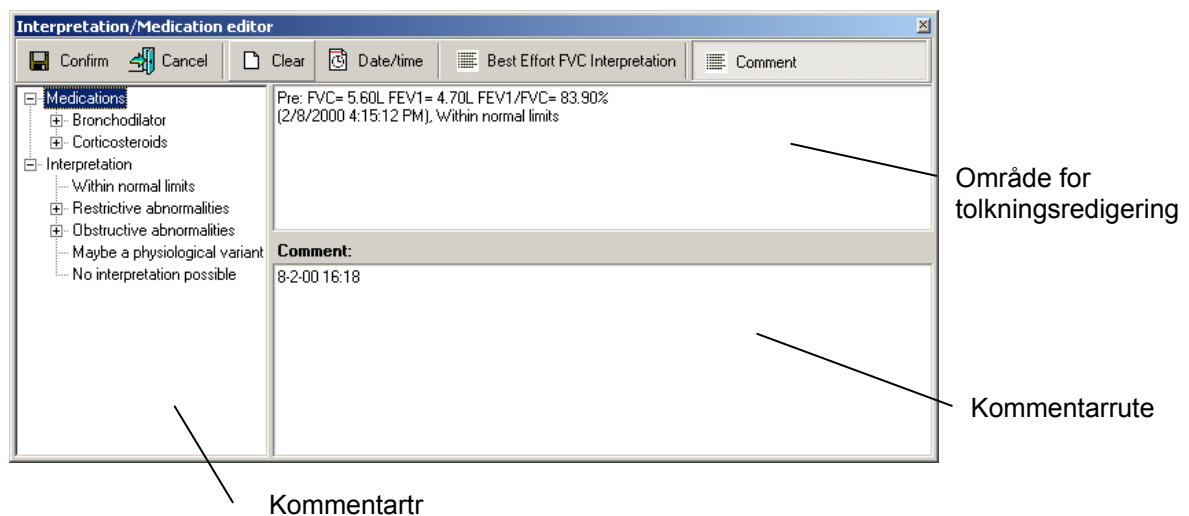 Interpretation/Medication editor
Confirm Cancel Clear Date/time Best Effort FVC Interpretation Comment
Medications
Bronchodilator
Corticosteroids
Interpretation
Within normal limits
Restrictive abnormalities
Obstructive abnormalities
Maybe a physiological variant
No interpretation possible
Pre: FVC= 5.60L FEV1= 4.70L FEV1/FVC= 83.90%
(2/8/2000 4:15:12 PM), Within normal limits
Comment:
8-2-00 16:18
Område for
tolkningsredigering
Kommentarrute
Kommentartr